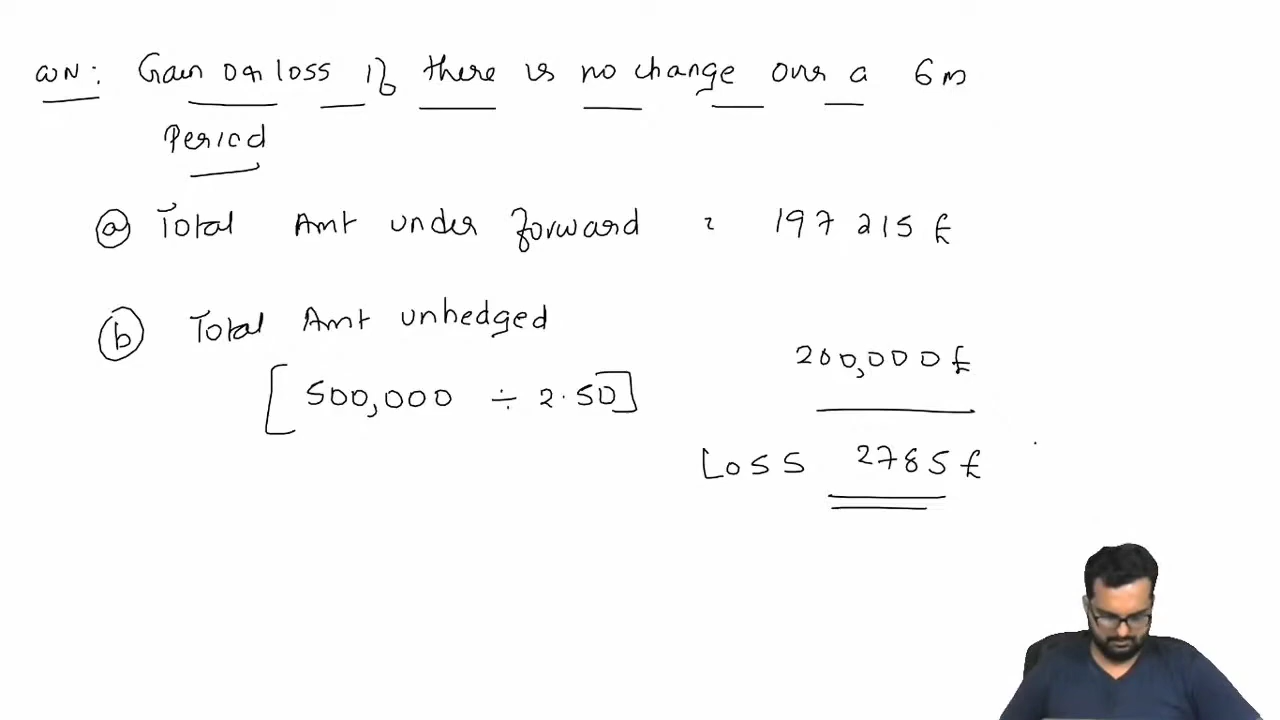 WN: Gain or loss if there is no change over a 6m
Period
(a) Total Amt under forward = 197 215 £
(b) Total Amt unhedged
200,000 £
[500,000 ÷ 2.50]
Loss 2785 £